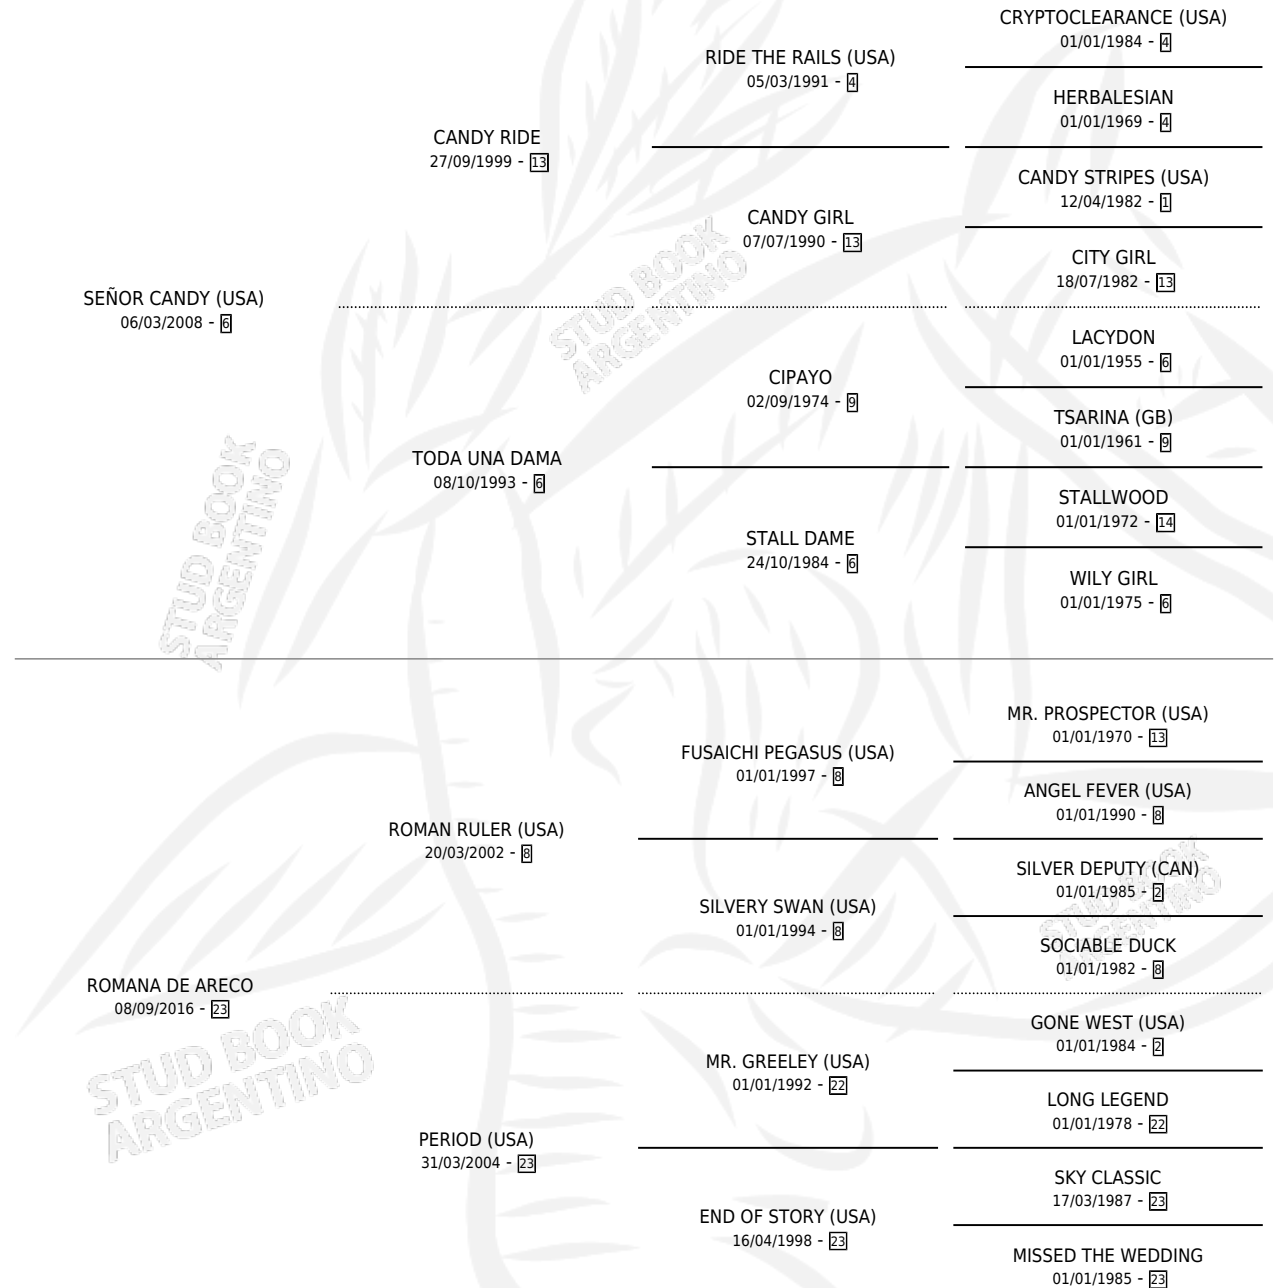 CRYPTOCLEARANCE (USA)
01/01/1984 - 4
RIDE THE RAILS (USA)
05/03/1991 - 4
HERBALESIAN
01/01/1969 - 4
CANDY RIDE
27/09/1999 - 13
CANDY STRIPES (USA)
12/04/1982 - 1
CANDY GIRL
07/07/1990 - 13
CITY GIRL
18/07/1982 - 13
SEÑOR CANDY (USA)
06/03/2008 - 6
STUD BOOK
ARGENTINO
LACYDON
01/01/1955 - 6
CIPAYO
02/09/1974 - 9
TSARINA (GB)
01/01/1961 - 9
TODA UNA DAMA
08/10/1993 - 6
STALLWOOD
01/01/1972 - 14
STALL DAME
24/10/1984 - 6
WILY GIRL
01/01/1975 - 6
STUD BOOK
ARGENTINO
MR. PROSPECTOR (USA)
01/01/1970 - 13
FUSAICHI PEGASUS (USA)
01/01/1997 - 8
ANGEL FEVER (USA)
01/01/1990 - 8
ROMAN RULER (USA)
20/03/2002 - 8
SILVER DEPUTY (CAN)
01/01/1985 - 2
STUD BOOK
ARGENTINO
SILVERY SWAN (USA)
01/01/1994 - 8
SOCIABLE DUCK
01/01/1982 - 8
ROMANA DE ARECO
08/09/2016 - 23
STUD BOOK
ARGENTINO
GONE WEST (USA)
01/01/1984 - 2
MR. GREELEY (USA)
01/01/1992 - 22
LONG LEGEND
01/01/1978 - 22
PERIOD (USA)
31/03/2004 - 23
SKY CLASSIC
17/03/1987 - 23
END OF STORY (USA)
16/04/1998 - 23
MISSED THE WEDDING
01/01/1985 - 23